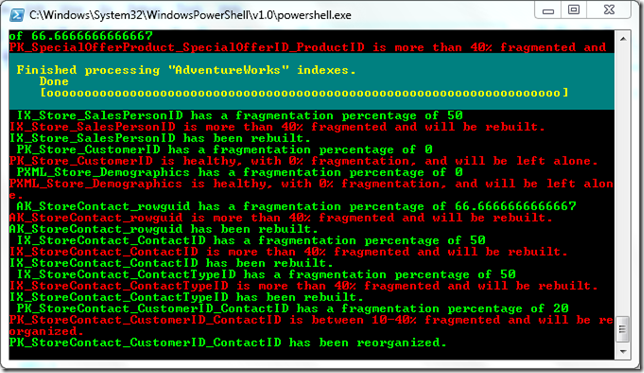 C:\Windows\System32\WindowsPowerShell\v1.0\powershell.exe
of 66.6666666666667
PK_SpecialOfferProduct_SpecialOfferID_ProductID is more than 40% fragmented and
Finished processing "AdventureWorks" indexes.
Done
[oooooooooooooooooooooooooooooooooooooooooooooooooooooooooooooooo]
IX_Store_SalesPersonID has a fragmentation percentage of 50
IX_Store_SalesPersonID is more than 40% fragmented and will be rebuilt.
IX_Store_SalesPersonID has been rebuilt.
PK_Store_CustomerID has a fragmentation percentage of 0
PK_Store_CustomerID is healthy, with 0% fragmentation, and will be left alone.
PXML_Store_Demographics has a fragmentation percentage of 0
PXML_Store_Demographics is healthy, with 0% fragmentation, and will be left alon
e.
AK_StoreContact_rowguid has a fragmentation percentage of 66.6666666666667
AK_StoreContact_rowguid is more than 40% fragmented and will be rebuilt.
AK_StoreContact_rowguid has been rebuilt.
IX_StoreContact_ContactID has a fragmentation percentage of 50
IX_StoreContact_ContactID is more than 40% fragmented and will be rebuilt.
IX_StoreContact_ContactID has been rebuilt.
IX_StoreContact_ContactTypeID has a fragmentation percentage of 50
IX_StoreContact_ContactTypeID is more than 40% fragmented and will be rebuilt.
IX_StoreContact_ContactTypeID has been rebuilt.
PK_StoreContact_CustomerID_ContactID has a fragmentation percentage of 20
PK_StoreContact_CustomerID_ContactID is between 10-40% fragmented and will be re
organized.
PK_StoreContact_CustomerID_ContactID has been reorganized.